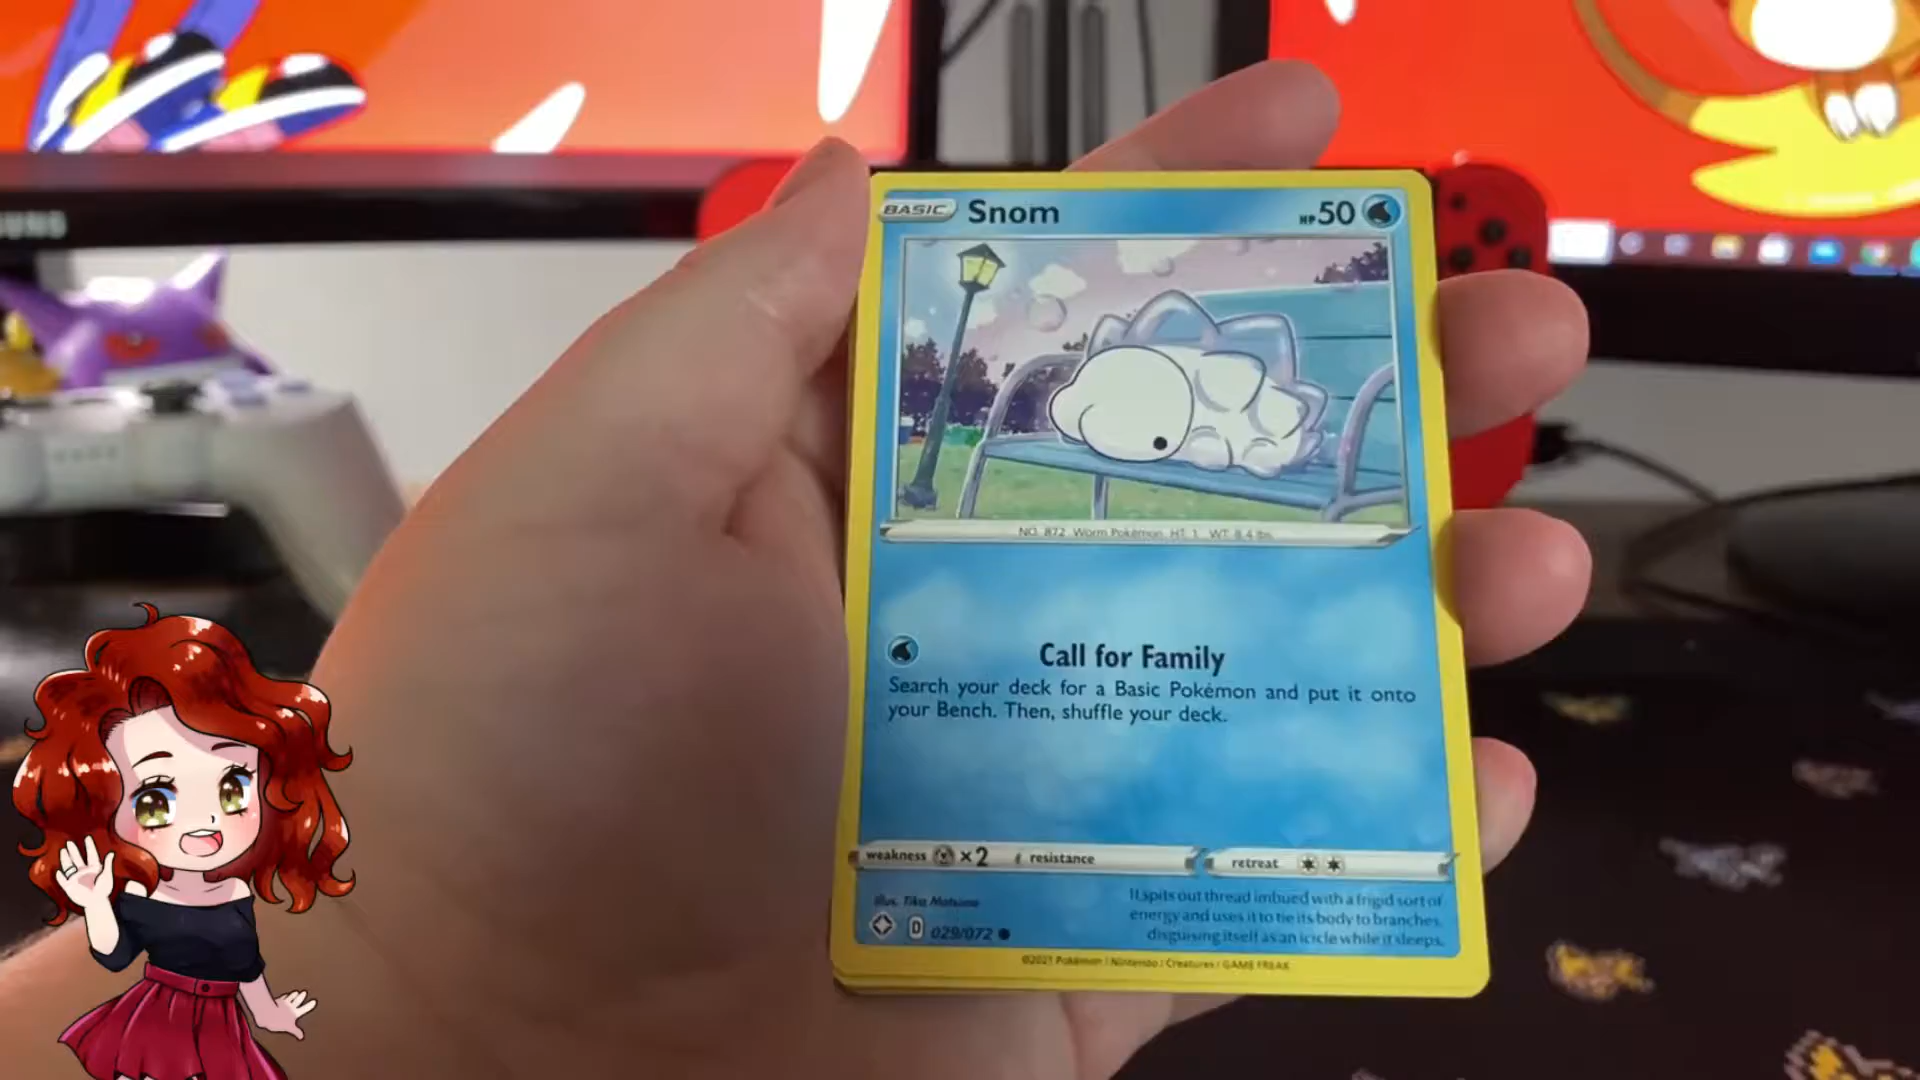 BASIC Snom HP 50
NO. 872 Worm Pokémon HT: 1 WT: 8.4 lbs.
Call for Family
Search your deck for a Basic Pokémon and put it onto
your Bench. Then, shuffle your deck.
weakness ×2 resistance retreat
Illus. Tika Matsuno
It spits out thread imbued with a frigid sort of
energy and uses it to tie its body to branches,
disguising itself as an icicle while it sleeps.
D 029/072
©2021 Pokémon / Nintendo / Creatures / GAME FREAK